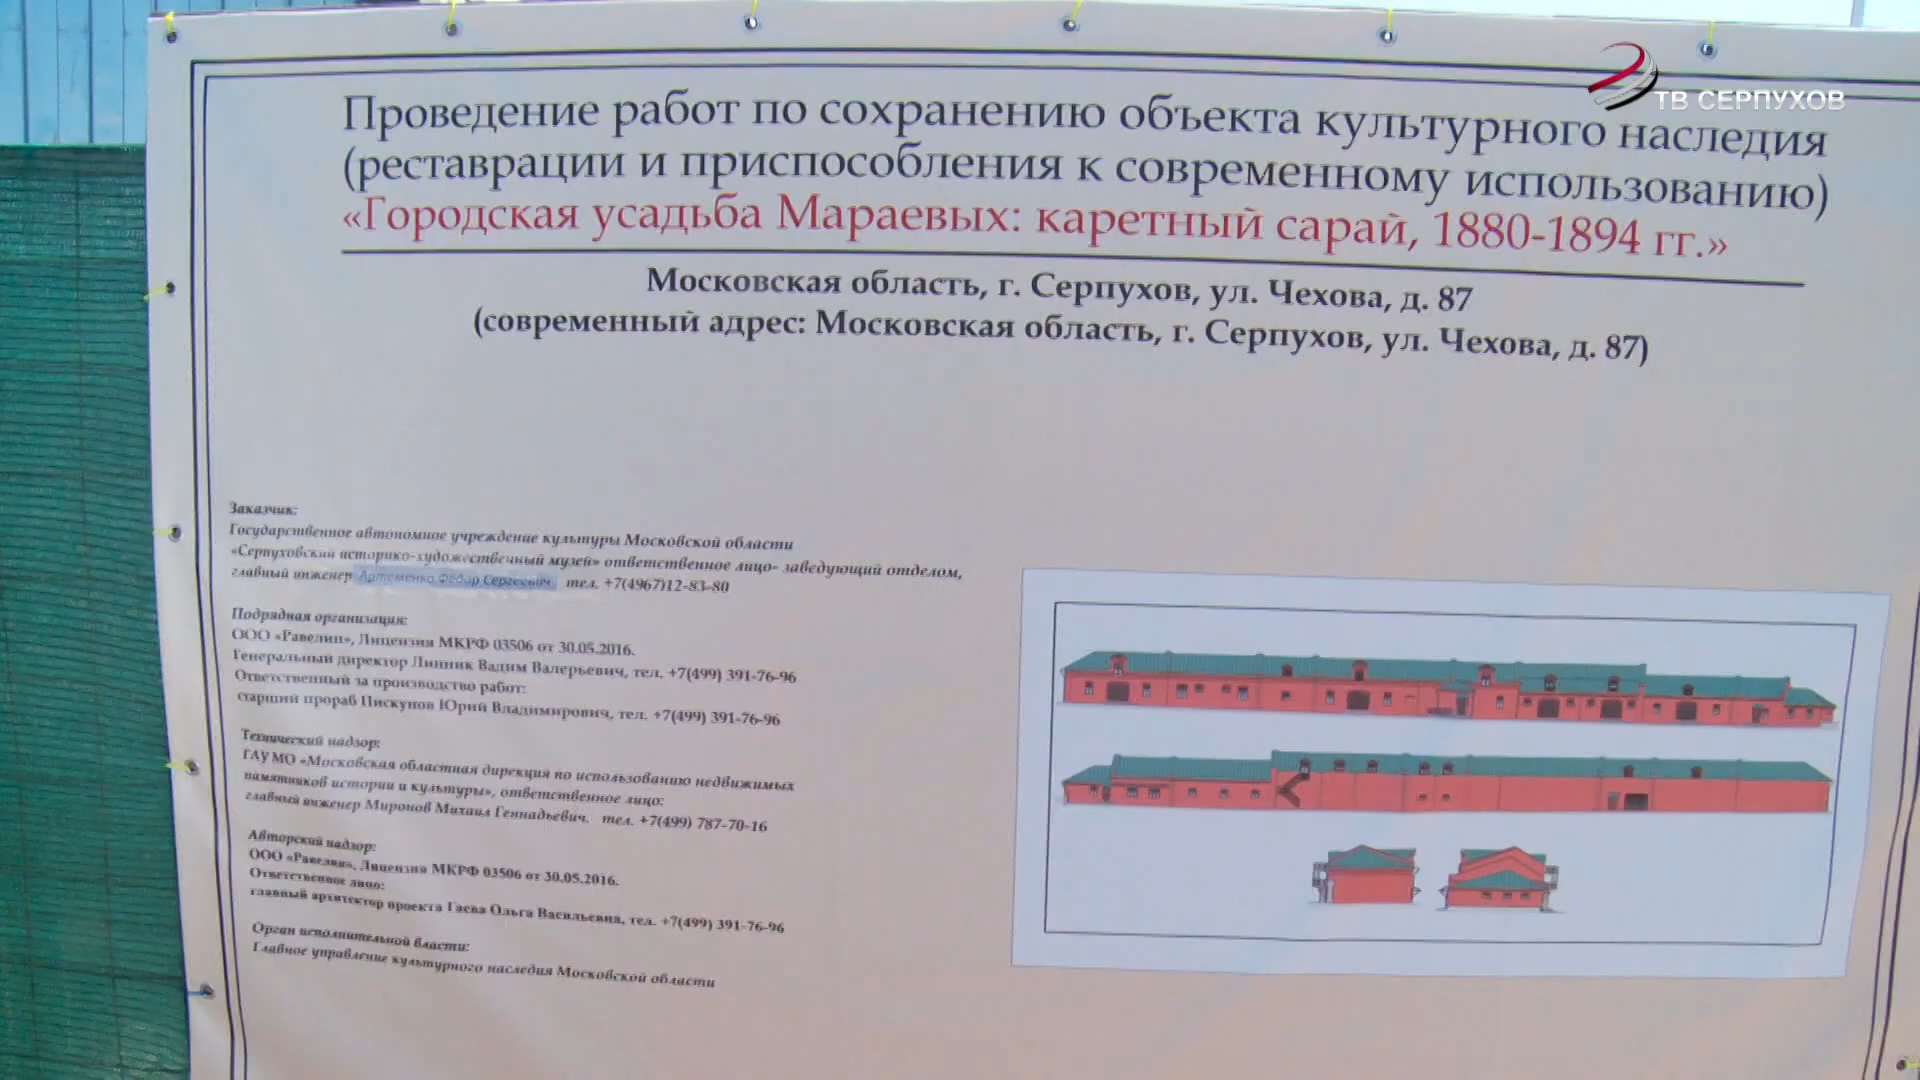 ТВ СЕРПУХОВ
Проведение работ по сохранению объекта культурного наследия
(реставрации и приспособления к современному использованию)
«Городская усадьба Мараевых: каретный сарай, 1880-1894 гг.»
Московская область, г. Серпухов, ул. Чехова, д. 87
(современный адрес: Московская область, г. Серпухов, ул. Чехова, д. 87)
Заказчик:
Государственное автономное учреждение культуры Московской области
«Серпуховский историко-художественный музей» ответственное лицо- заведующий отделом,
главный инженер Артеменко Федор Сергеевич. тел. +7(4967)12-83-80
Подрядная организация:
ООО «Равелин», Лицензия МКРФ 03506 от 30.05.2016.
Генеральный директор Линник Вадим Валерьевич, тел. +7(499) 391-76-96
Ответственный за производство работ:
старший прораб Пискунов Юрий Владимирович, тел. +7(499) 391-76-96
Технический надзор:
ГАУ МО «Московская областная дирекция по использованию недвижимых
памятников истории и культуры», ответственное лицо:
главный инженер Миронов Михаил Геннадьевич. тел. +7(499) 787-70-16
Авторский надзор:
ООО «Равелин», Лицензия МКРФ 03506 от 30.05.2016.
Ответственное лицо:
главный архитектор проекта Гаева Ольга Васильевна, тел. +7(499) 391-76-96
Орган исполнительной власти:
Главное управление культурного наследия Московской области